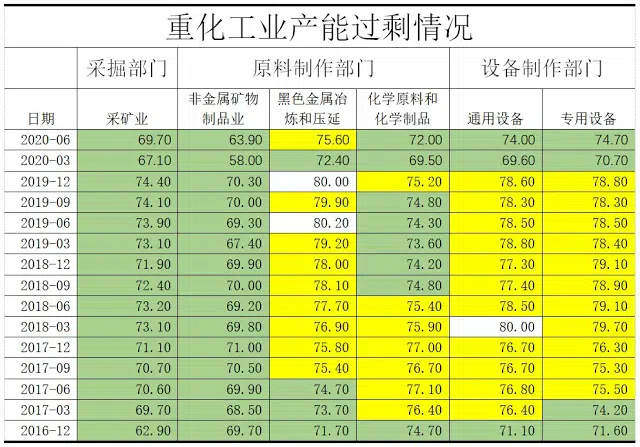 重化工业产能过剩情况
采掘部门 原料制作部门 设备制作部门
日期 采矿业 非金属矿物制品业 黑色金属冶炼和压延 化学原料和化学制品 通用设备 专用设备
2020-06 69.70 63.90 75.60 72.00 74.00 74.70
2020-03 67.10 58.00 72.40 69.50 69.60 70.70
2019-12 74.40 70.30 80.00 75.20 78.60 78.80
2019-09 74.10 70.00 79.90 74.80 78.30 78.30
2019-06 73.90 69.30 80.20 74.30 78.50 78.50
2019-03 73.10 67.40 79.20 73.60 78.80 78.40
2018-12 71.90 69.90 78.00 74.20 77.30 79.10
2018-09 72.40 70.00 78.10 74.80 77.40 78.90
2018-06 73.20 69.20 77.70 75.40 78.50 79.10
2018-03 73.10 69.80 76.90 75.90 80.00 79.70
2017-12 71.10 71.00 75.80 77.00 76.70 76.30
2017-09 70.70 70.50 75.40 76.70 76.70 75.30
2017-06 70.60 69.90 74.70 77.10 76.80 75.50
2017-03 69.70 68.50 73.70 76.40 76.40 74.20
2016-12 62.90 69.70 71.70 74.70 71.10 71.60